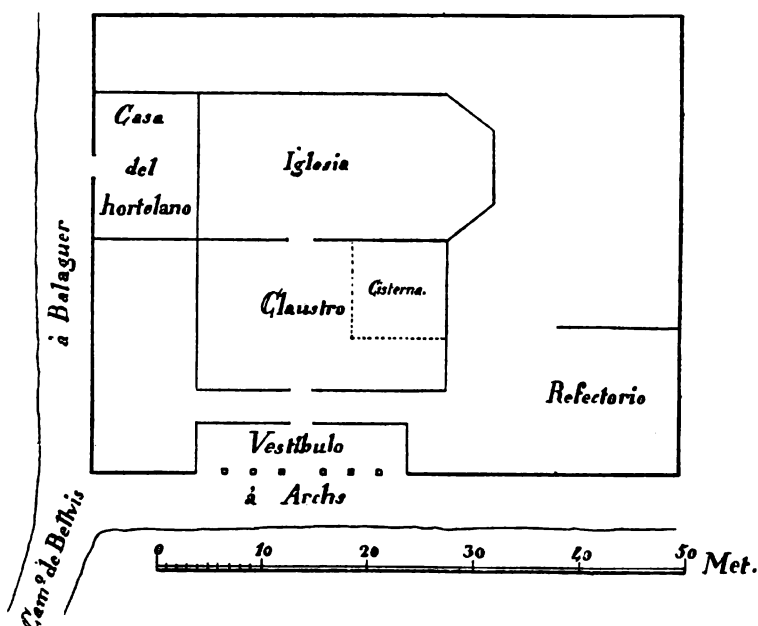 Casa
del
hortelano
Iglesia
à Balaguer
Claustro
Cisterna.
Refectorio
Vestíbulo
à Archs
Cam.º à
de Bellvis
0 10 20 30 40 50 Met.